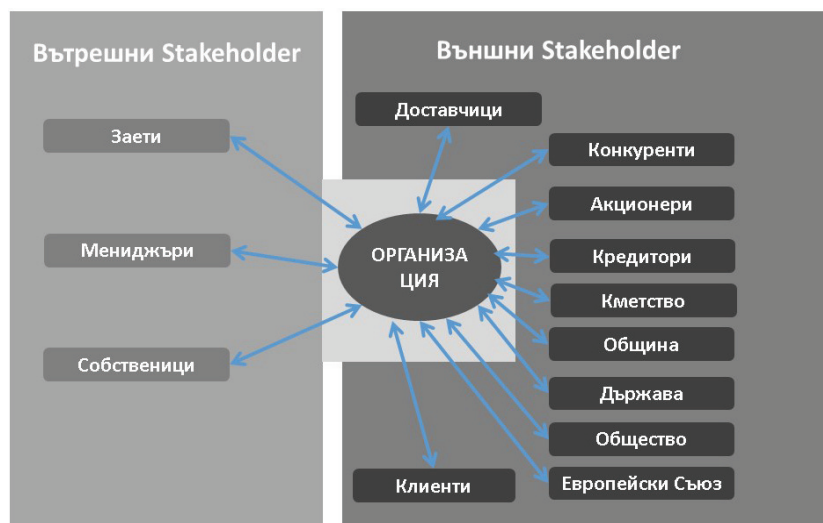 Вътрешни Stakeholder
Заети
Мениджъри
Собственици
Външни Stakeholder
Доставчици
Конкуренти
Акционери
Кредитори
Кметство
Община
Държава
Общество
Европейски Съюз
Клиенти
ОРГАНИЗА
ЦИЯ